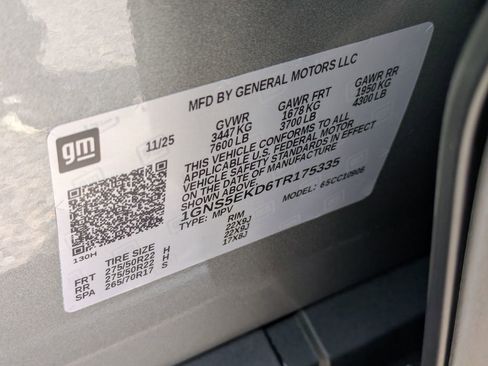 MFD BY GENERAL MOTORS LLC
gm
11/25
GVWR GAWR FRT GAWR RR
3447 KG 1678 KG 1950 KG
7600 LB 3700 LB 4300 LB
THIS VEHICLE CONFORMS TO ALL
APPLICABLE U.S. FEDERAL MOTOR
VEHICLE SAFETY STANDARDS IN EFFECT
ON THE DATE OF MANUFACTURE
SHOWN ABOVE.
1GNS5EKD6TR175335
TYPE: MPV MODEL:
130H
TIRE SIZE RIM
FRT 275/50R22 H 22X9J
RR 275/50R22 H 22X9J
SPA 265/70R17 S 17X8J